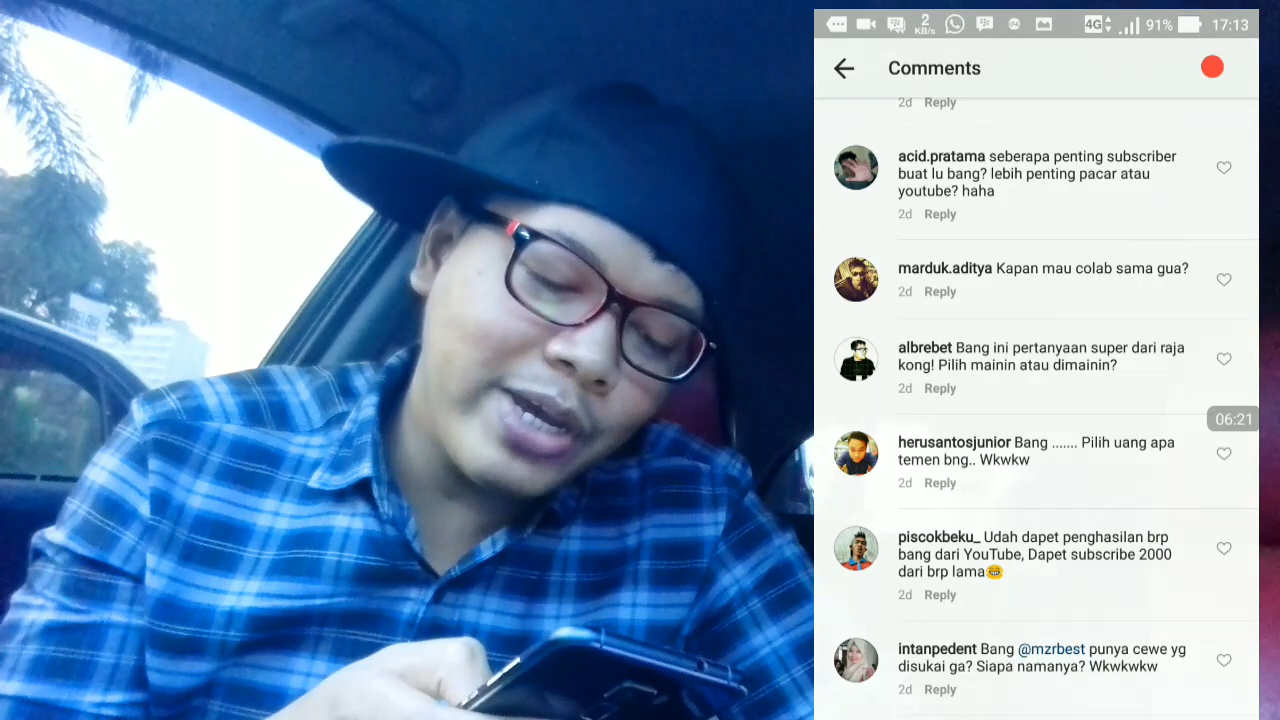 2 KB/s 4G 91% 17:13
Comments
2d Reply
acid.pratama seberapa penting subscriber
buat lu bang? lebih penting pacar atau
youtube? haha
2d Reply
marduk.aditya Kapan mau colab sama gua?
2d Reply
albrebet Bang ini pertanyaan super dari raja
kong! Pilih mainin atau dimainin?
2d Reply
06:21
herusantosjunior Bang ....... Pilih uang apa
temen bng.. Wkwkw
2d Reply
piscokbeku_ Udah dapet penghasilan brp
bang dari YouTube, Dapet subscribe 2000
dari brp lama😂
2d Reply
intanpedent Bang @mzrbest punya cewe yg
disukai ga? Siapa namanya? Wkwkwkw
2d Reply